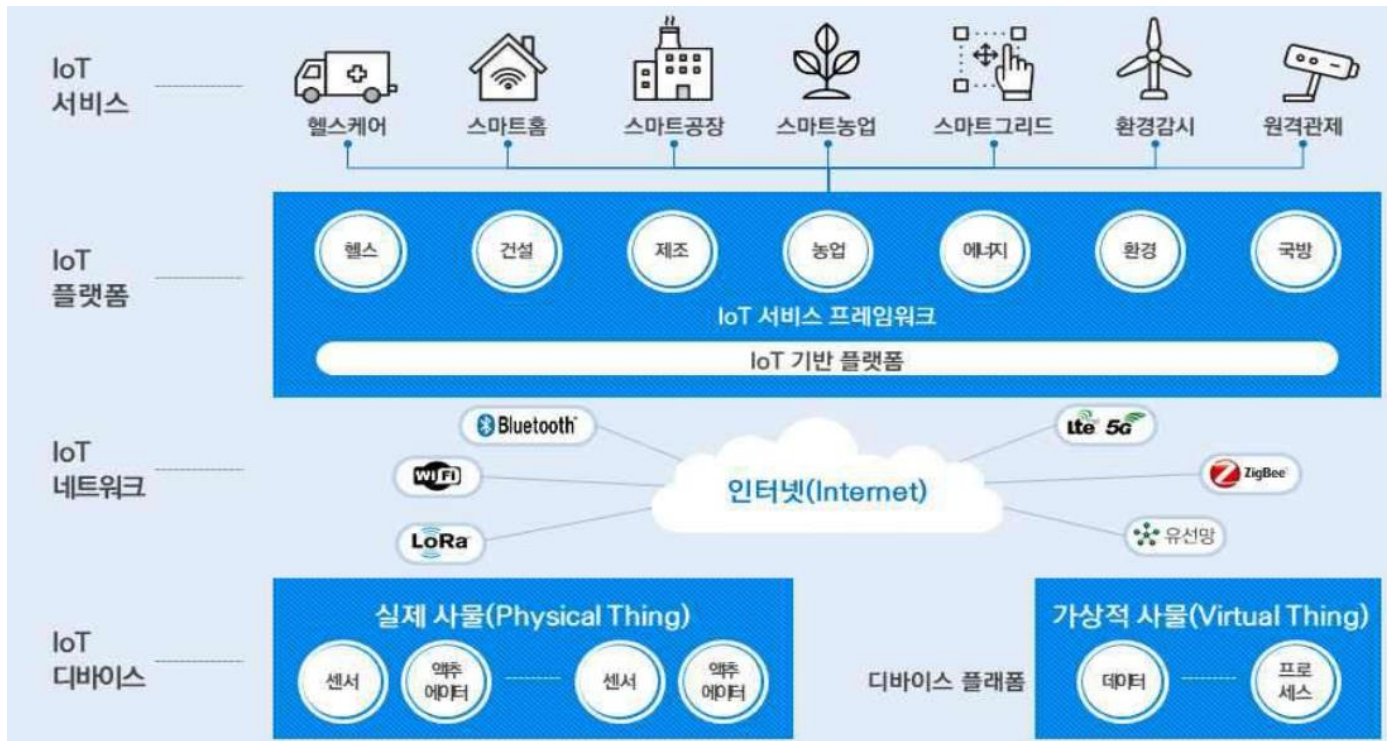 IoT
서비스
헬스케어 스마트홈 스마트공장 스마트농업 스마트그리드 환경감시 원격관제
IoT
플랫폼
헬스 건설 제조 농업 에너지 환경 국방
IoT 서비스 프레임워크
IoT 기반 플랫폼
IoT
네트워크
Bluetooth
WiFi
LoRa
인터넷(Internet)
LTE 5G
ZigBee
유선망
IoT
디바이스
실제 사물(Physical Thing)
센서 액추에이터 센서 액추에이터
디바이스 플래폼
가상적 사물(Virtual Thing)
데이터 프로세스